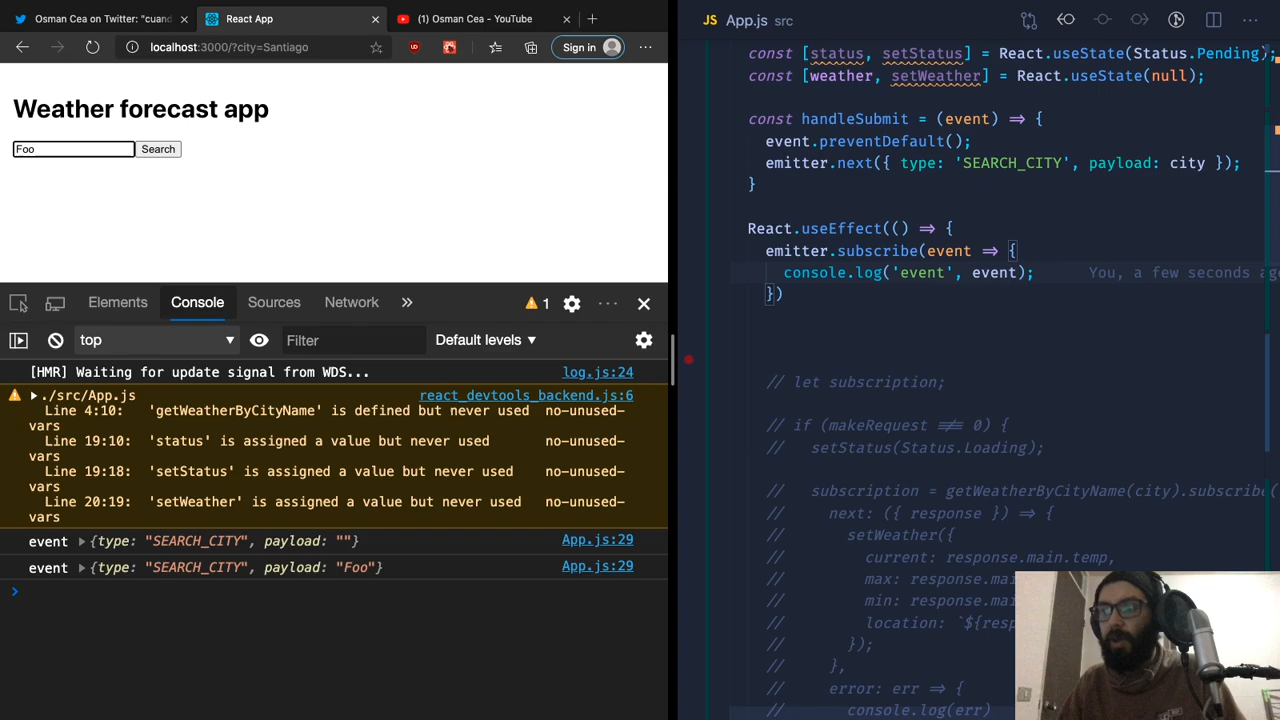 Osman Cea on Twitter: "cuand
React App
(1) Osman Cea - YouTube
localhost:3000/?city=Santiago
Sign in
Weather forecast app
Foo
Search
Elements
Console
Sources
Network
1
top
Filter
Default levels
[HMR] Waiting for update signal from WDS...
log.js:24
./src/App.js
react_devtools_backend.js:6
Line 4:10: 'getWeatherByCityName' is defined but never used no-unused-
vars
Line 19:10: 'status' is assigned a value but never used no-unused-
vars
Line 19:18: 'setStatus' is assigned a value but never used no-unused-
vars
Line 20:19: 'setWeather' is assigned a value but never used no-unused-
vars
event {type: "SEARCH_CITY", payload: ""}
App.js:29
event {type: "SEARCH_CITY", payload: "Foo"}
App.js:29
JS App.js src
const [status, setStatus] = React.useState(Status.Pending);
const [weather, setWeather] = React.useState(null);
const handleSubmit = (event) => {
event.preventDefault();
emitter.next({ type: 'SEARCH_CITY', payload: city });
}
React.useEffect(() => {
emitter.subscribe(event => {
console.log('event', event);
You, a few seconds ag
})
// let subscription;
// if (makeRequest !== 0) {
// setStatus(Status.Loading);
// subscription = getWeatherByCityName(city).subscribe(
// next: ({ response }) => {
// setWeather({
// current: response.main.temp,
// max: response.mai
// min: response.mai
// location: `${resp
// });
// },
// error: err => {
// console.log(err)